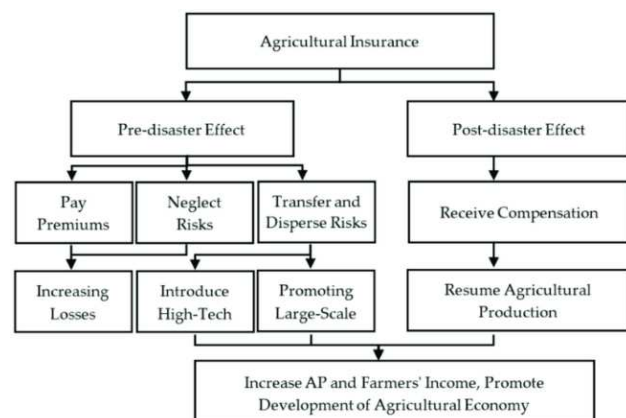 Agricultural Insurance
Pre-disaster Effect
Post-disaster Effect
Pay
Premiums
Neglect
Risks
Transfer and
Disperse Risks
Receive Compensation
Increasing
Losses
Introduce
High-Tech
Promoting
Large-Scale
Resume Agricultural
Production
Increase AP and Farmers' Income, Promote
Development of Agricultural Economy